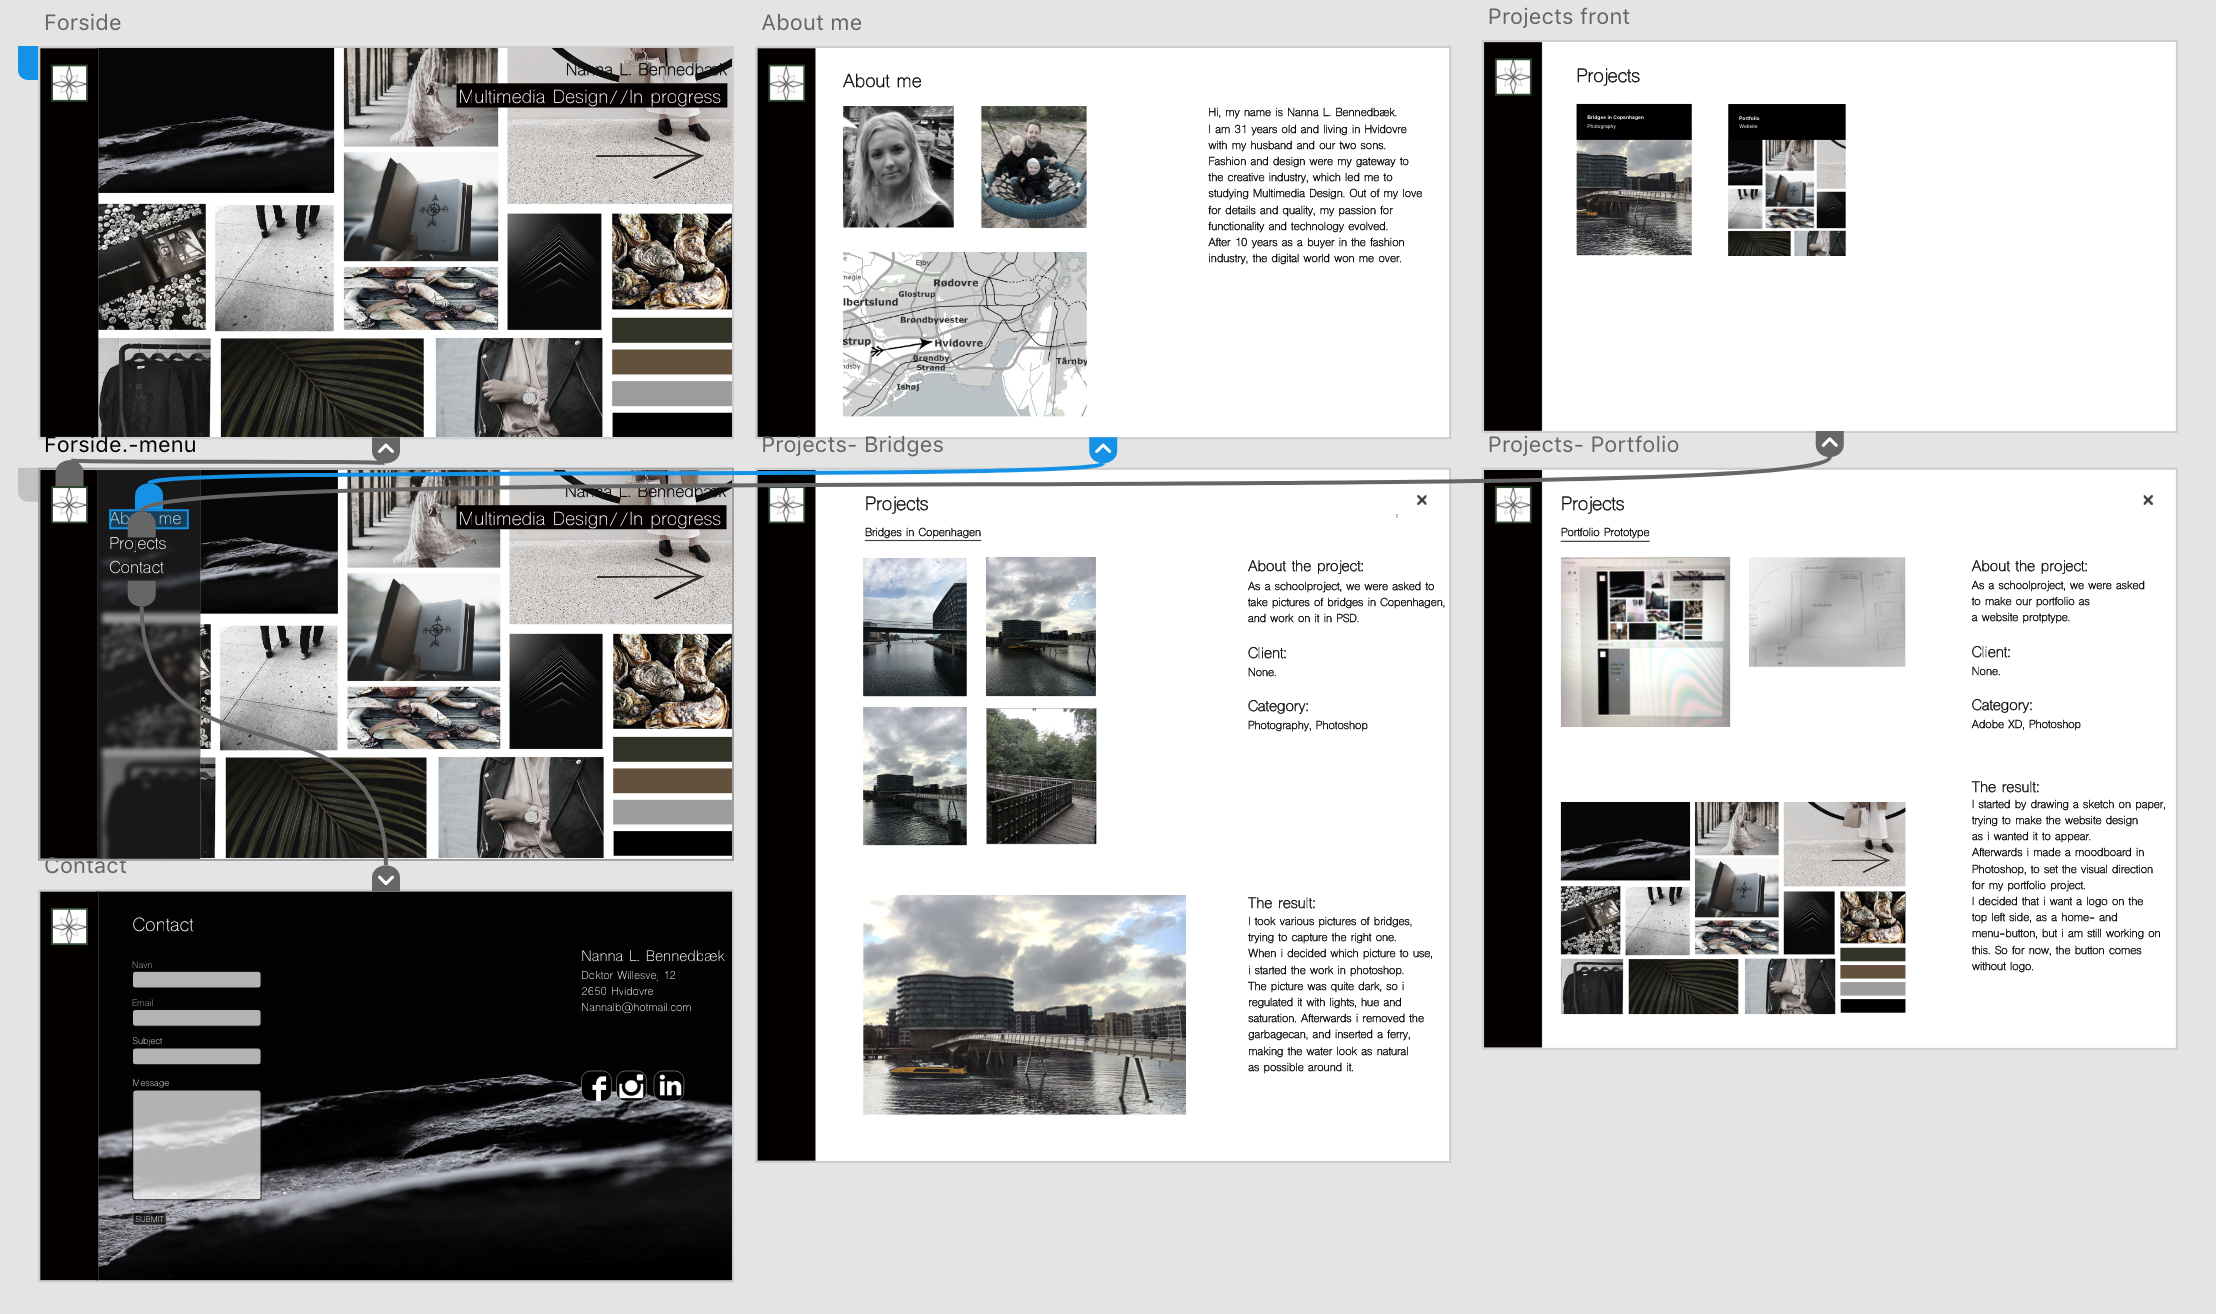 Forside
Nanna L. Bennedbæk
Multimedia Design//In progress
About me
About me
Hi, my name is Nanna L. Bennedbæk.
I am 31 years old and living in Hvidovre
with my husband and our two sons.
Fashion and design were my gateway to
the creative industry, which led me to
studying Multimedia Design. Out of my love
for details and quality, my passion for
functionality and technology evolved.
After 10 years as a buyer in the fashion
industry, the digital world won me over.
Ejby
Rødovre
Glostrup
lbertslund
Brøndbyvester
strup
Hvidovre
Brøndby
Strand
Tårnby
Ishøj
Projects front
Projects
Bridges in Copenhagen
Photography
Portfolio
Website
Forside.-menu
About me
Projects
Contact
Nanna L. Bennedbæk
Multimedia Design//In progress
Projects- Bridges
Projects
Bridges in Copenhagen
About the project:
As a schoolproject, we were asked to
take pictures of bridges in Copenhagen,
and work on it in PSD.
Client:
None.
Category:
Photography, Photoshop
The result:
I took various pictures of bridges,
trying to capture the right one.
When i decided which picture to use,
i started the work in photoshop.
The picture was quite dark, so i
regulated it with lights, hue and
saturation. Afterwards i removed the
garbagecan, and inserted a ferry,
making the water look as natural
as possible around it.
Projects- Portfolio
Projects
Portfolio Prototype
About the project:
As a schoolproject, we were asked
to make our portfolio as
a website protptype.
Client:
None.
Category:
Adobe XD, Photoshop
The result:
I started by drawing a sketch on paper,
trying to make the website design
as i wanted it to appear.
Afterwards i made a moodboard in
Photoshop, to set the visual direction
for my portfolio project.
I decided that i want a logo on the
top left side, as a home- and
menu-button, but i am still working on
this. So for now, the button comes
without logo.
Contact
Contact
Navn
Email
Subject
Message
SUBMIT
Nanna L. Bennedbæk
Doktor Willesvej 12
2650 Hvidovre
Nannalb@hotmail.com